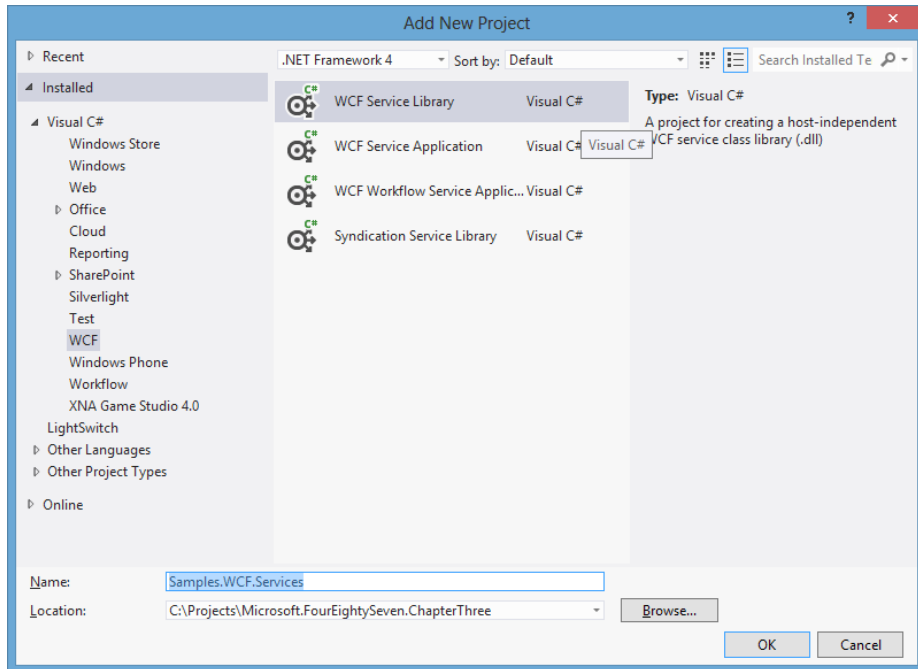 Add New Project
?
×
Recent
.NET Framework 4
Sort by: Default
Search Installed Te
Installed
Visual C#
Windows Store
Windows
Web
Office
Cloud
Reporting
SharePoint
Silverlight
Test
WCF
Windows Phone
Workflow
XNA Game Studio 4.0
LightSwitch
Other Languages
Other Project Types
Online
C#
WCF Service Library Visual C#
C#
WCF Service Application Visual C#
Visual C#
C#
WCF Workflow Service Applic... Visual C#
C#
Syndication Service Library Visual C#
Type: Visual C#
A project for creating a host-independent
WCF service class library (.dll)
Name: Samples.WCF.Services
Location: C:\Projects\Microsoft.FourEightySeven.ChapterThree
Browse...
OK Cancel